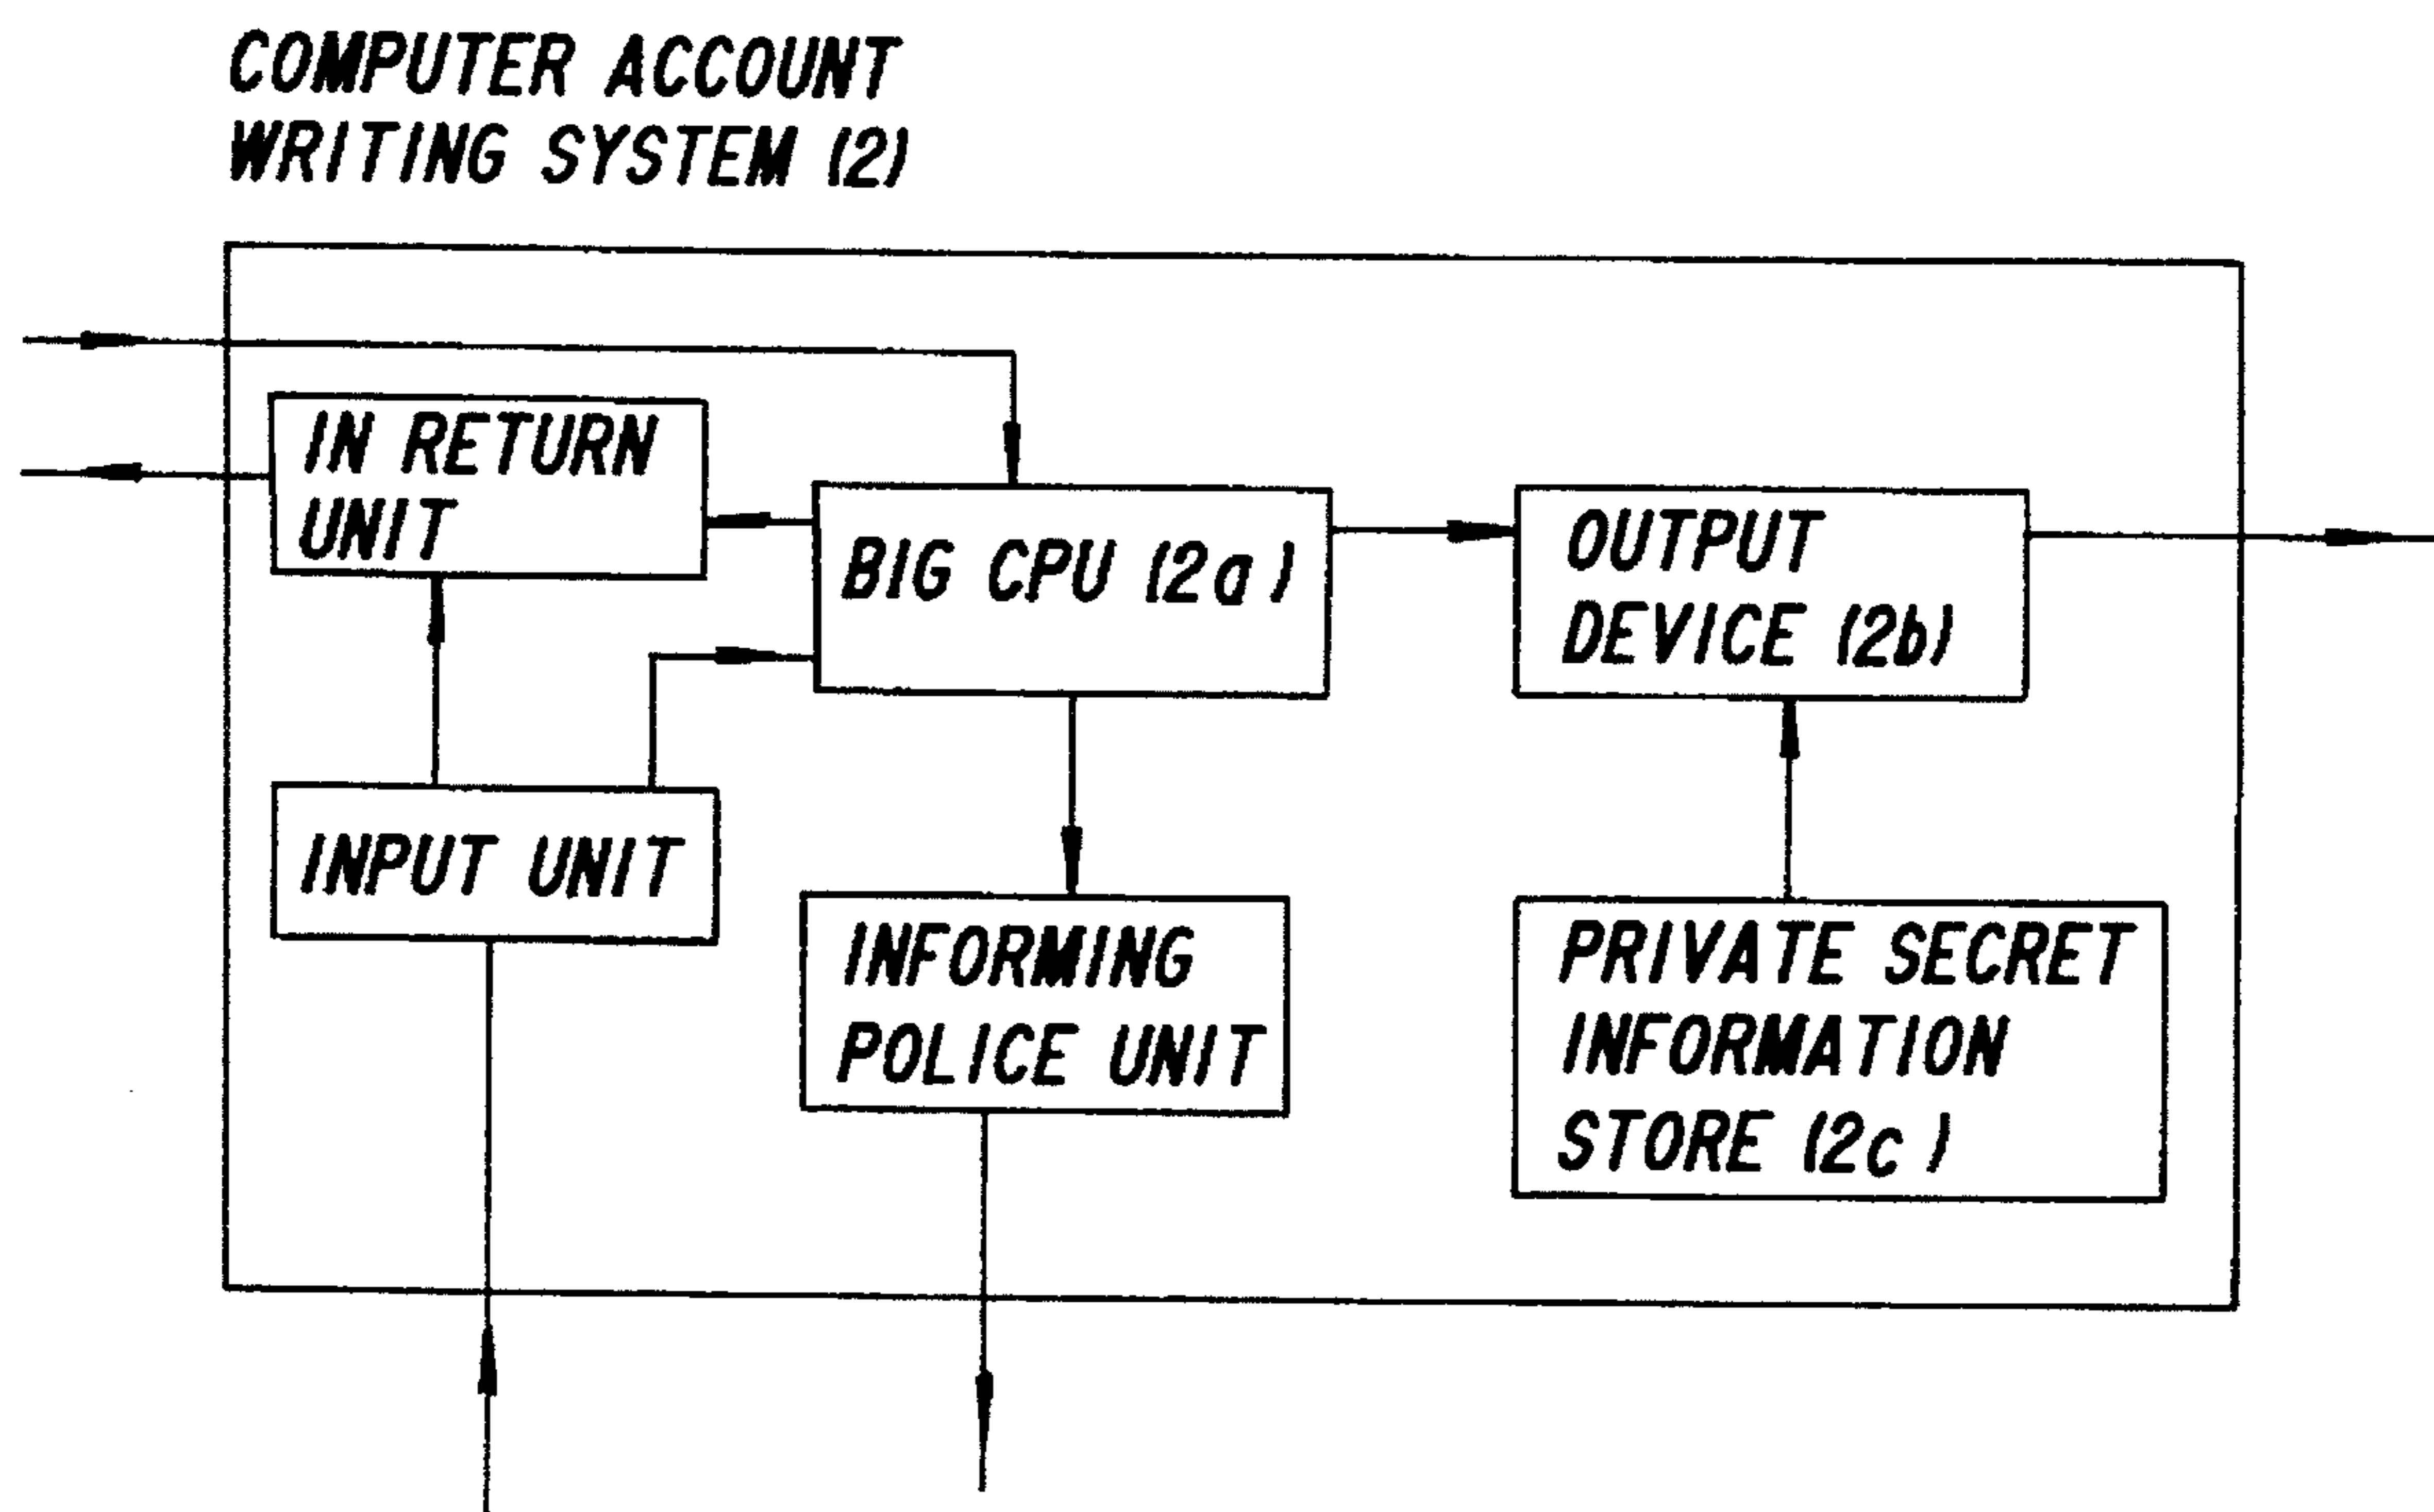 COMPUTER ACCOUNT
WRITING SYSTEM (2)
IN RETURN
UNIT
BIG CPU (2a)
OUTPUT
DEVICE (2b)
INPUT UNIT
INFORMING
POLICE UNIT
PRIVATE SECRET
INFORMATION
STORE (2c)